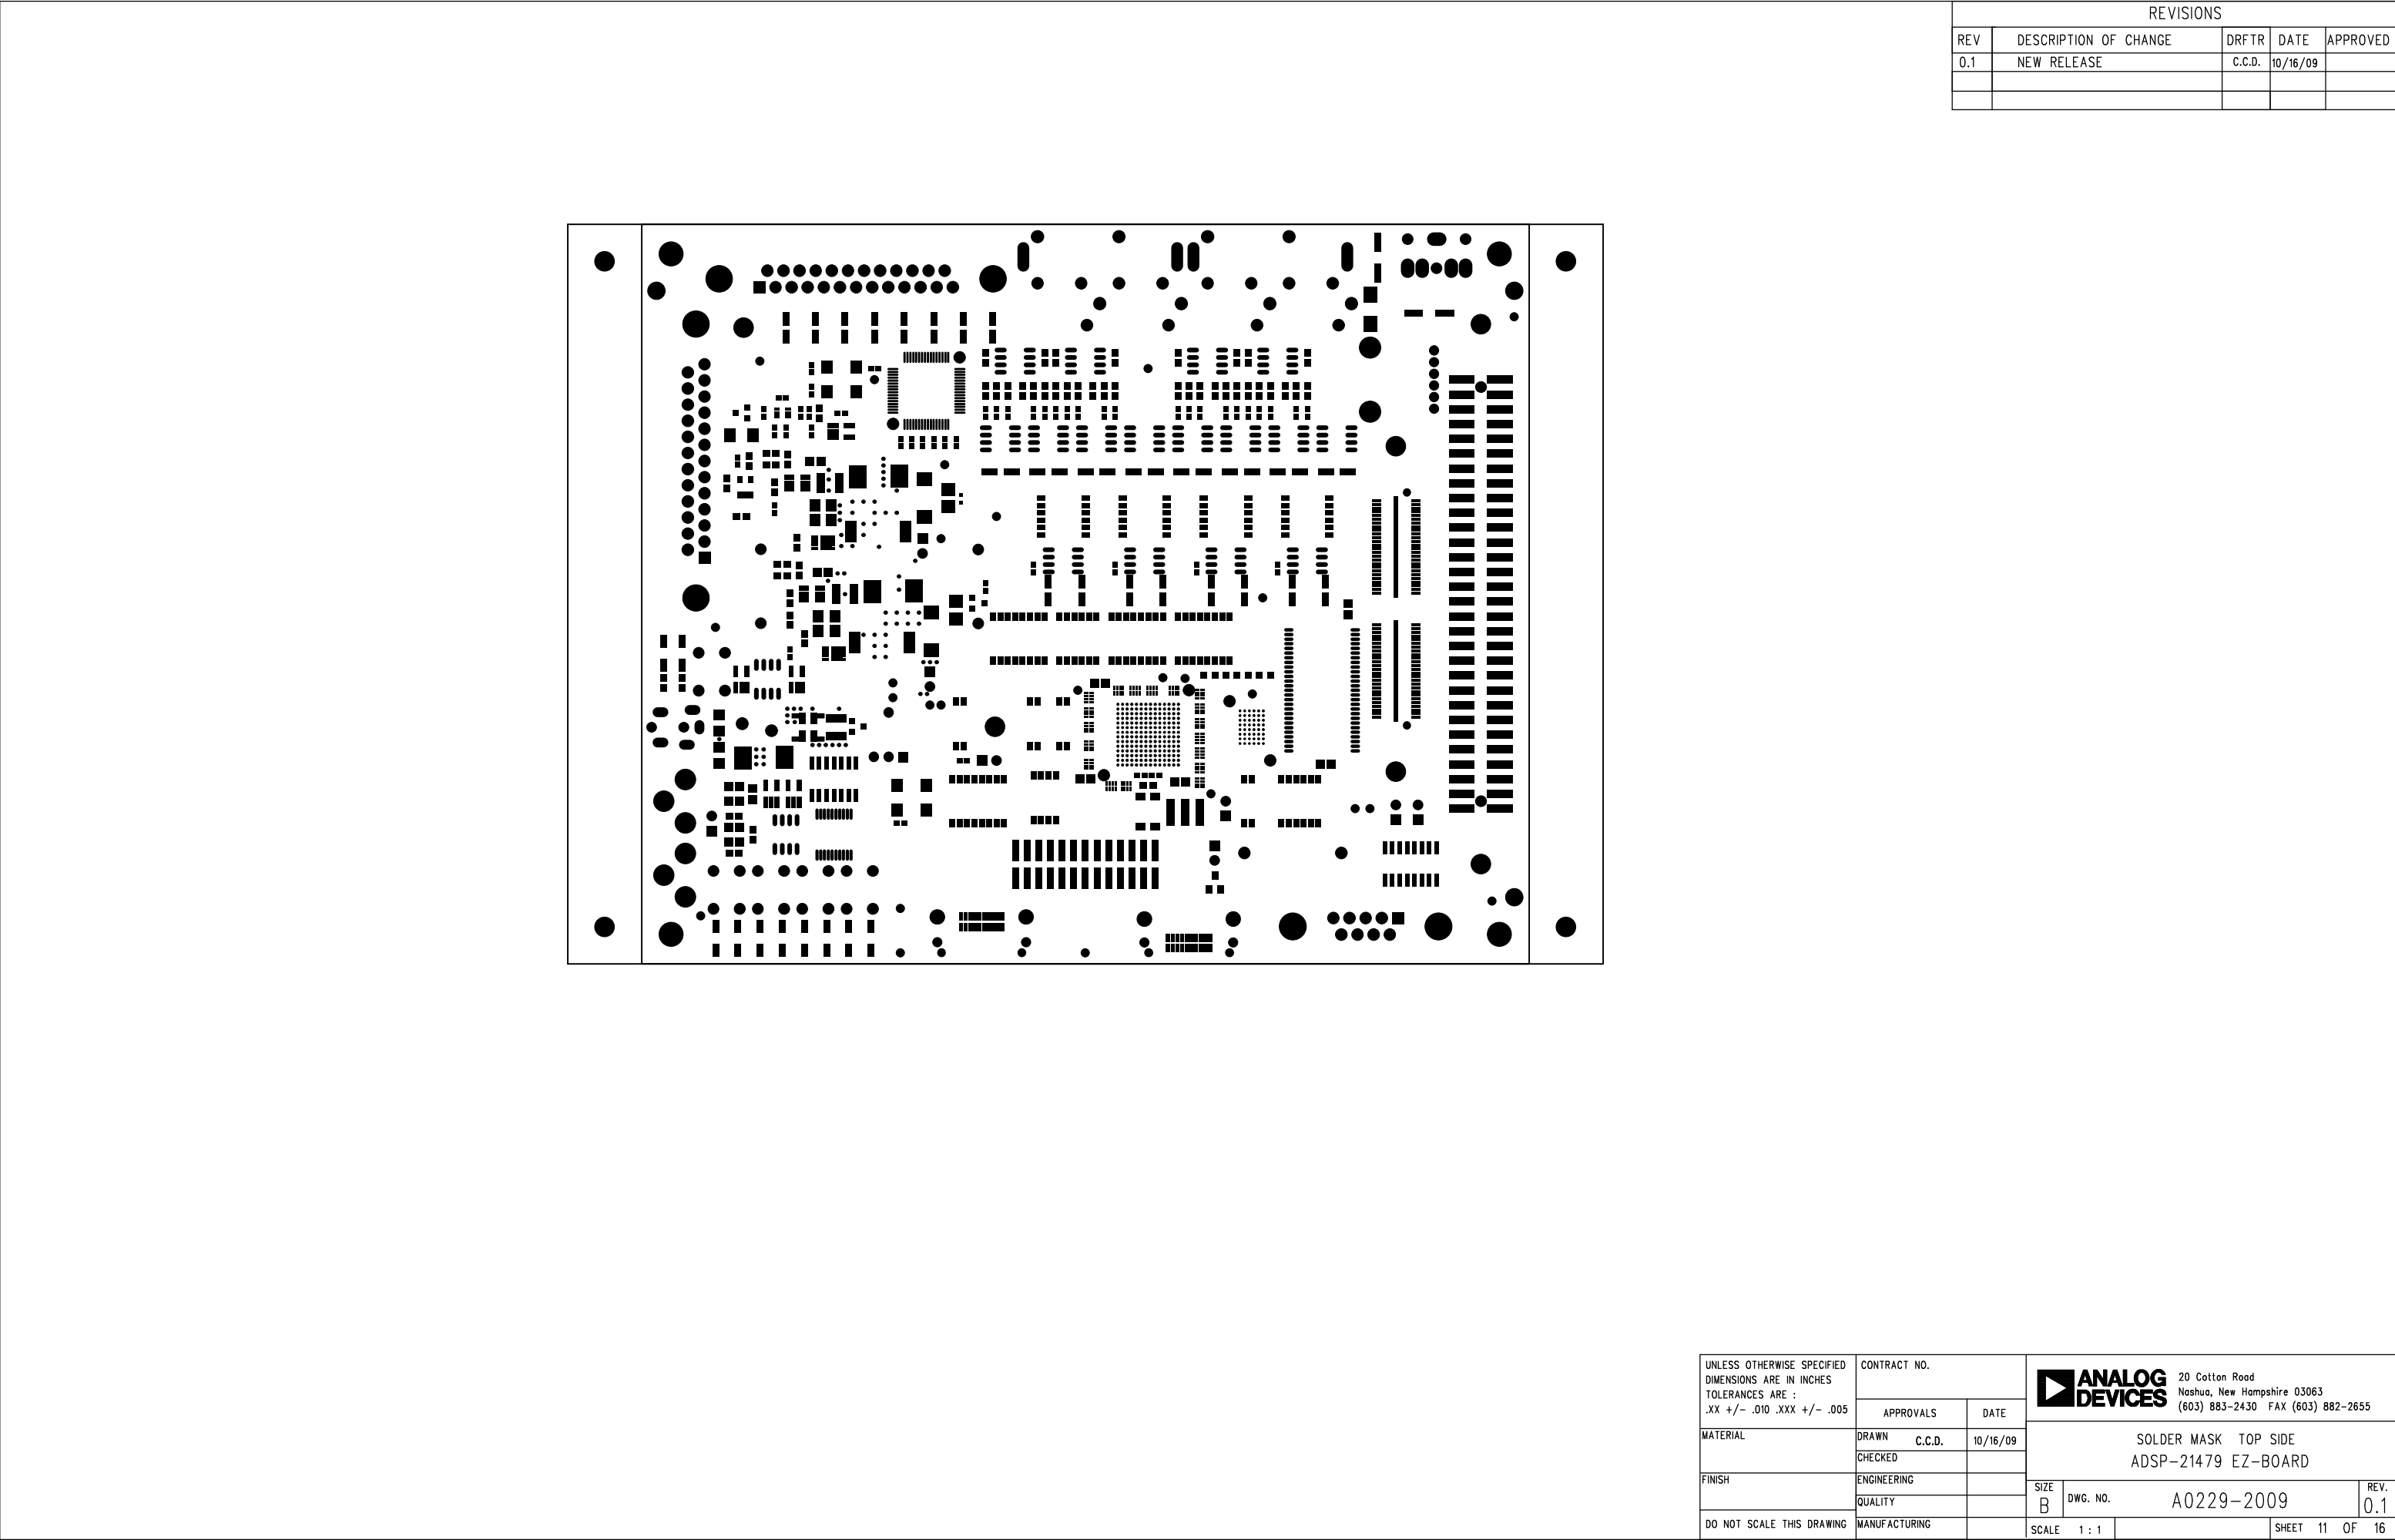 REVISIONS
REV DESCRIPTION OF CHANGE DRFTR DATE APPROVED
0.1 NEW RELEASE C.C.D. 10/16/09
UNLESS OTHERWISE SPECIFIED
DIMENSIONS ARE IN INCHES
TOLERANCES ARE :
.XX +/- .010 .XXX +/- .005
MATERIAL
FINISH
DO NOT SCALE THIS DRAWING
CONTRACT NO.
APPROVALS DATE
DRAWN C.C.D. 10/16/09
CHECKED
ENGINEERING
QUALITY
MANUFACTURING
ANALOG
DEVICES
20 Cotton Road
Nashua, New Hampshire 03063
(603) 883-2430 FAX (603) 882-2655
SOLDER MASK TOP SIDE
ADSP-21479 EZ-BOARD
SIZE
B
DWG. NO. A0229-2009
REV.
0.1
SCALE 1 : 1
SHEET 11 OF 16